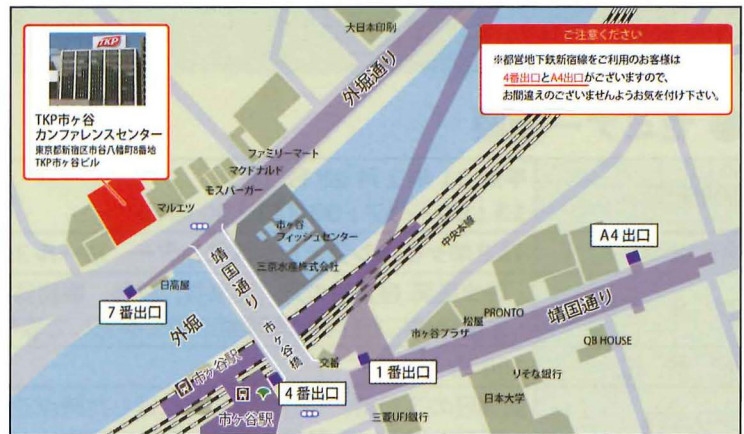 TKP
TKP市ヶ谷
カンファレンスセンター
東京都新宿区市谷八幡町8番地
TKP市ヶ谷ビル
大日本印刷
外堀通り
ご注意ください
※都営地下鉄新宿線をご利用のお客様は
4番出口とA4出口がございますので、
お間違えのございませんようお気を付け下さい。
ファミリーマート
マクドナルド
モスバーガー
マルエツ
市ヶ谷
フィッシュセンター
三京水産株式会社
中央本線
A4出口
靖国通り
日高屋
7番出口
外堀
市ヶ谷橋
市ヶ谷駅
市ヶ谷駅
4番出口
交番
1番出口
市ヶ谷プラザ
松屋
PRONTO
靖国通り
QB HOUSE
りそな銀行
日本大学
三菱UFJ銀行